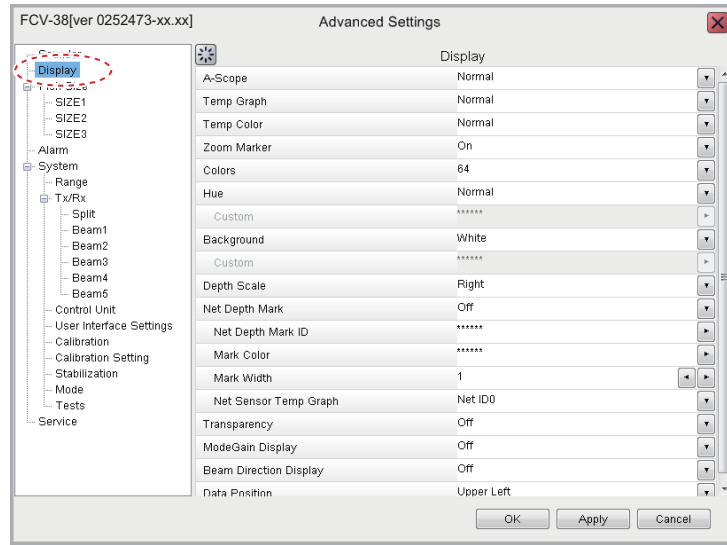 FCV-38[ver 0252473-xx.xx] Advanced Settings
Display
SIZE1
SIZE2
SIZE3
Alarm
System
Range
Tx/Rx
Split
Beam1
Beam2
Beam3
Beam4
Beam5
Control Unit
User Interface Settings
Calibration
Calibration Setting
Stabilization
Mode
Tests
Service
Display
A-Scope Normal
Temp Graph Normal
Temp Color Normal
Zoom Marker On
Colors 64
Hue Normal
Custom ******
Background White
Custom ******
Depth Scale Right
Net Depth Mark Off
Net Depth Mark ID ******
Mark Color ******
Mark Width 1
Net Sensor Temp Graph Net ID0
Transparency Off
ModeGain Display Off
Beam Direction Display Off
Data Position Upper Left
OK Apply Cancel